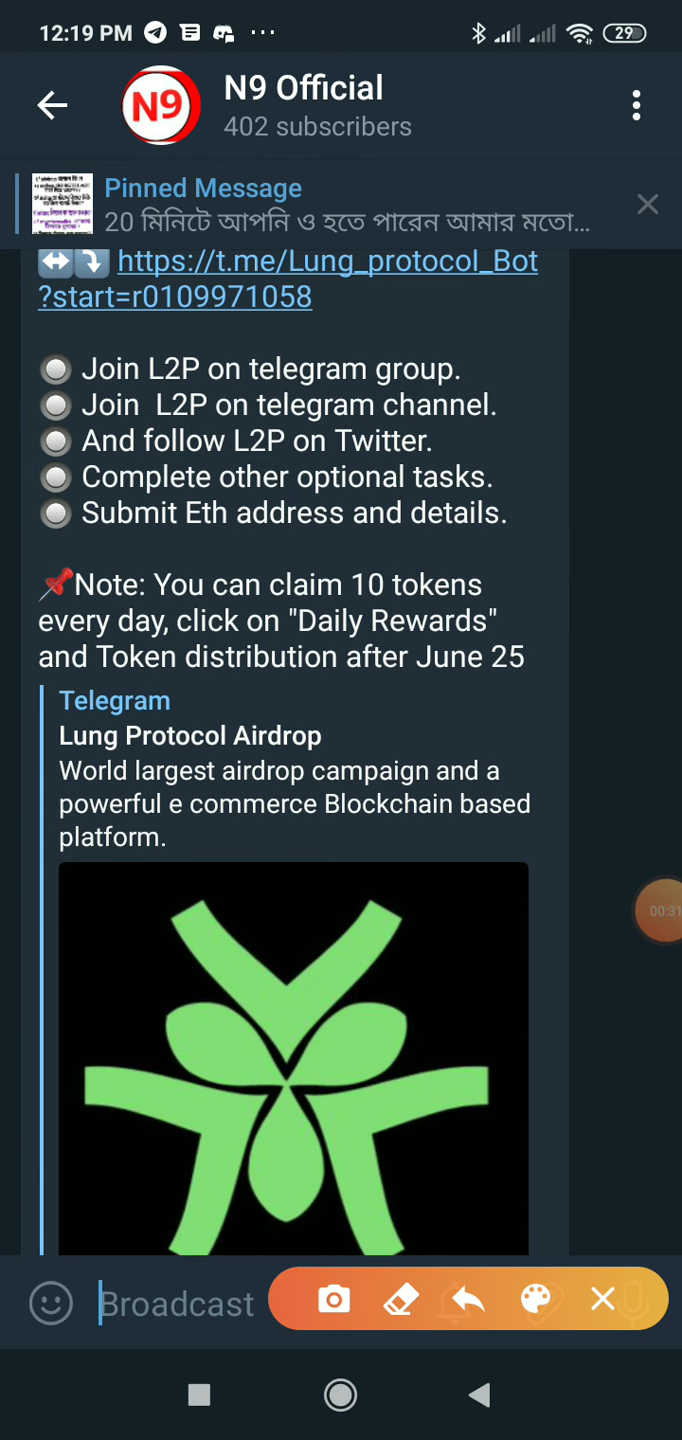 12:19 PM
29
N9
N9 Official
402 subscribers
Pinned Message
20 মিনিটে আপনি ও হতে পারেন আমার মতো...
https://t.me/Lung_protocol_Bot
?start=r0109971058
Join L2P on telegram group.
Join L2P on telegram channel.
And follow L2P on Twitter.
Complete other optional tasks.
Submit Eth address and details.
Note: You can claim 10 tokens
every day, click on "Daily Rewards"
and Token distribution after June 25
Telegram
Lung Protocol Airdrop
World largest airdrop campaign and a
powerful e commerce Blockchain based
platform.
00:31
Broadcast